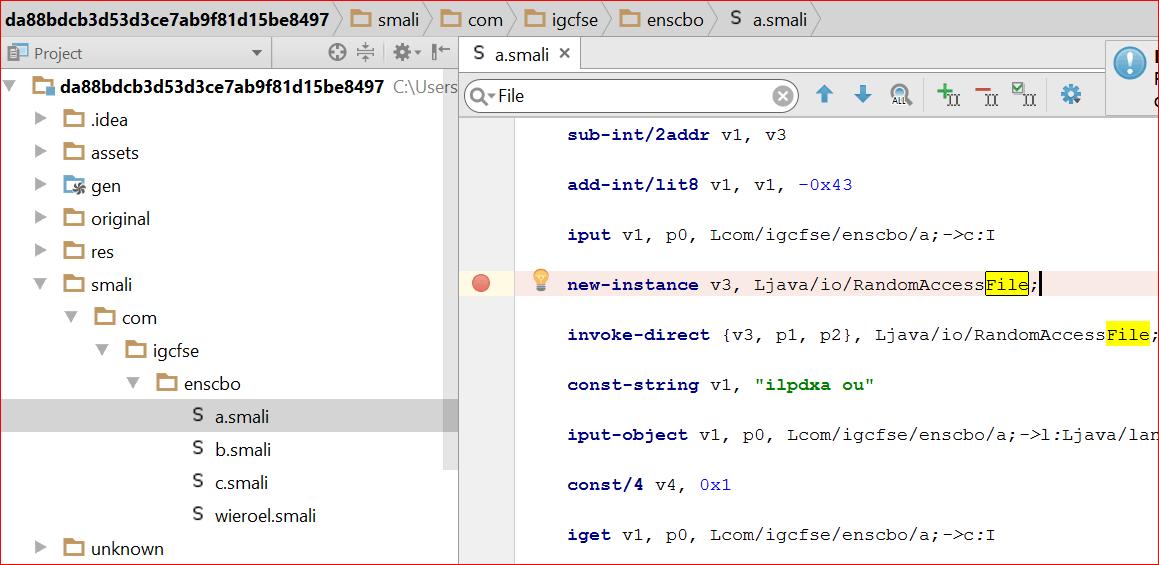 da88bdcb3d53d3ce7ab9f81d15be8497 smali com igcfse enscbo a.smali
Project
a.smali
da88bdcb3d53d3ce7ab9f81d15be8497 C:\Users
File
.idea
assets
gen
original
res
smali
com
igcfse
enscbo
a.smali
b.smali
c.smali
wieroel.smali
unknown
sub-int/2addr v1, v3
add-int/lit8 v1, v1, -0x43
iput v1, p0, Lcom/igcfse/enscbo/a;->c:I
new-instance v3, Ljava/io/RandomAccessFile;
invoke-direct {v3, p1, p2}, Ljava/io/RandomAccessFile;
const-string v1, "ilpdxa ou"
iput-object v1, p0, Lcom/igcfse/enscbo/a;->l:Ljava/lan
const/4 v4, 0x1
iget v1, p0, Lcom/igcfse/enscbo/a;->c:I